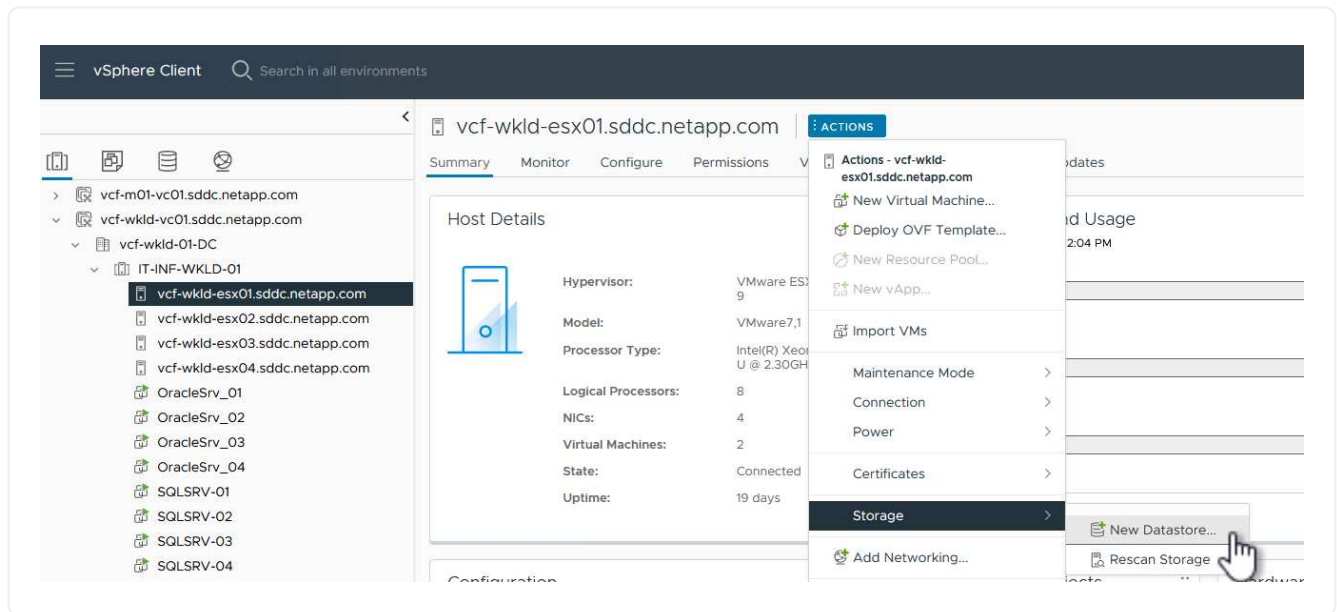 vSphere Client
Search in all environments
vcf-wkld-esx01.sddc.netapp.com
ACTIONS
Summary Monitor Configure Permissions
Actions - vcf-wkld-
esx01.sddc.netapp.com
New Virtual Machine...
Deploy OVF Template...
New Resource Pool...
New vApp...
Import VMs
Maintenance Mode
Connection
Power
Certificates
Storage
Add Networking...
New Datastore...
Rescan Storage
vcf-m01-vc01.sddc.netapp.com
vcf-wkld-vc01.sddc.netapp.com
vcf-wkld-01-DC
IT-INF-WKLD-01
vcf-wkld-esx01.sddc.netapp.com
vcf-wkld-esx02.sddc.netapp.com
vcf-wkld-esx03.sddc.netapp.com
vcf-wkld-esx04.sddc.netapp.com
OracleSrv_01
OracleSrv_02
OracleSrv_03
OracleSrv_04
SQLSRV-01
SQLSRV-02
SQLSRV-03
SQLSRV-04
Host Details
Hypervisor: VMware
9
Model: VMware7,1
Processor Type: Intel(R)
U @ 2.30GH
Logical Processors: 8
NICs: 4
Virtual Machines: 2
State: Connected
Uptime: 19 days
Usage
2:04 PM